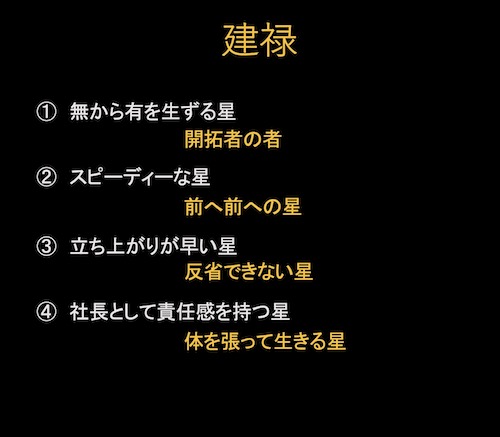 建禄
① 無から有を生ずる星
開拓者の者
② スピーディーな星
前へ前への星
③ 立ち上がりが早い星
反省できない星
④ 社長として責任感を持つ星
体を張って生きる星